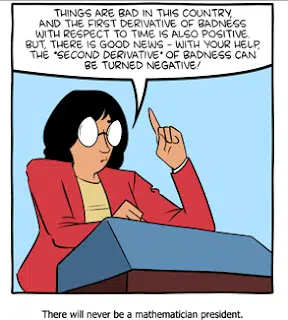 THINGS ARE BAD IN THIS COUNTRY,
AND THE FIRST DERIVATIVE OF BADNESS
WITH RESPECT TO TIME IS ALSO POSITIVE.
BUT, THERE IS GOOD NEWS - WITH YOUR HELP,
THE "SECOND DERIVATIVE" OF BADNESS CAN
BE TURNED NEGATIVE!
There will never be a mathematician president.